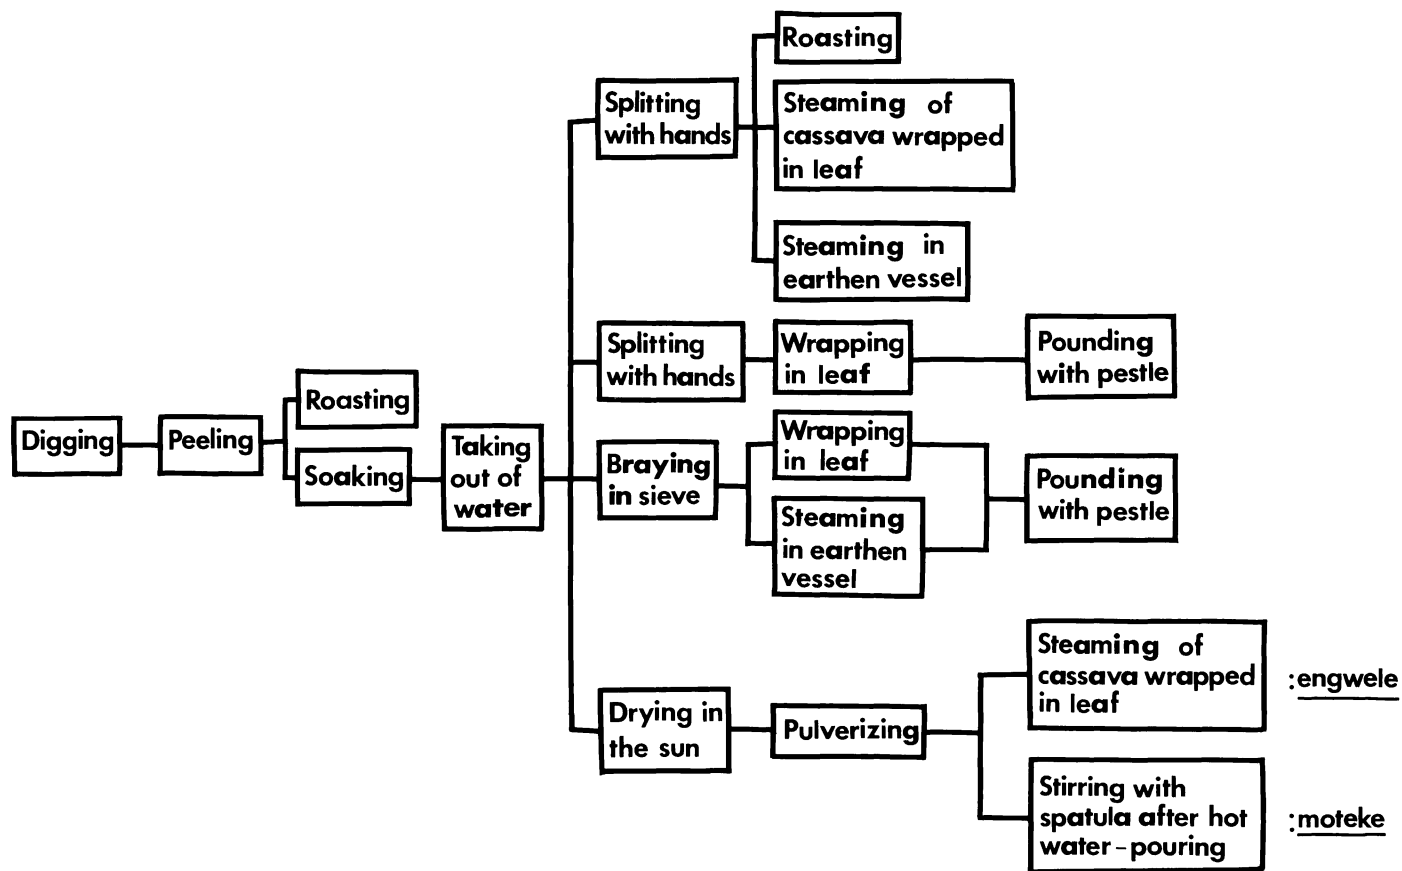 Digging
Peeling
Roasting
Soaking
Taking
out of
water
Splitting
with hands
Roasting
Steaming of
cassava wrapped
in leaf
Steaming in
earthen vessel
Splitting
with hands
Wrapping
in leaf
Pounding
with pestle
Braying
in sieve
Wrapping
in leaf
Steaming
in earthen
vessel
Pounding
with pestle
Drying in
the sun
Pulverizing
Steaming of
cassava wrapped
in leaf
:engwele
Stirring with
spatula after hot
water-pouring
:moteke